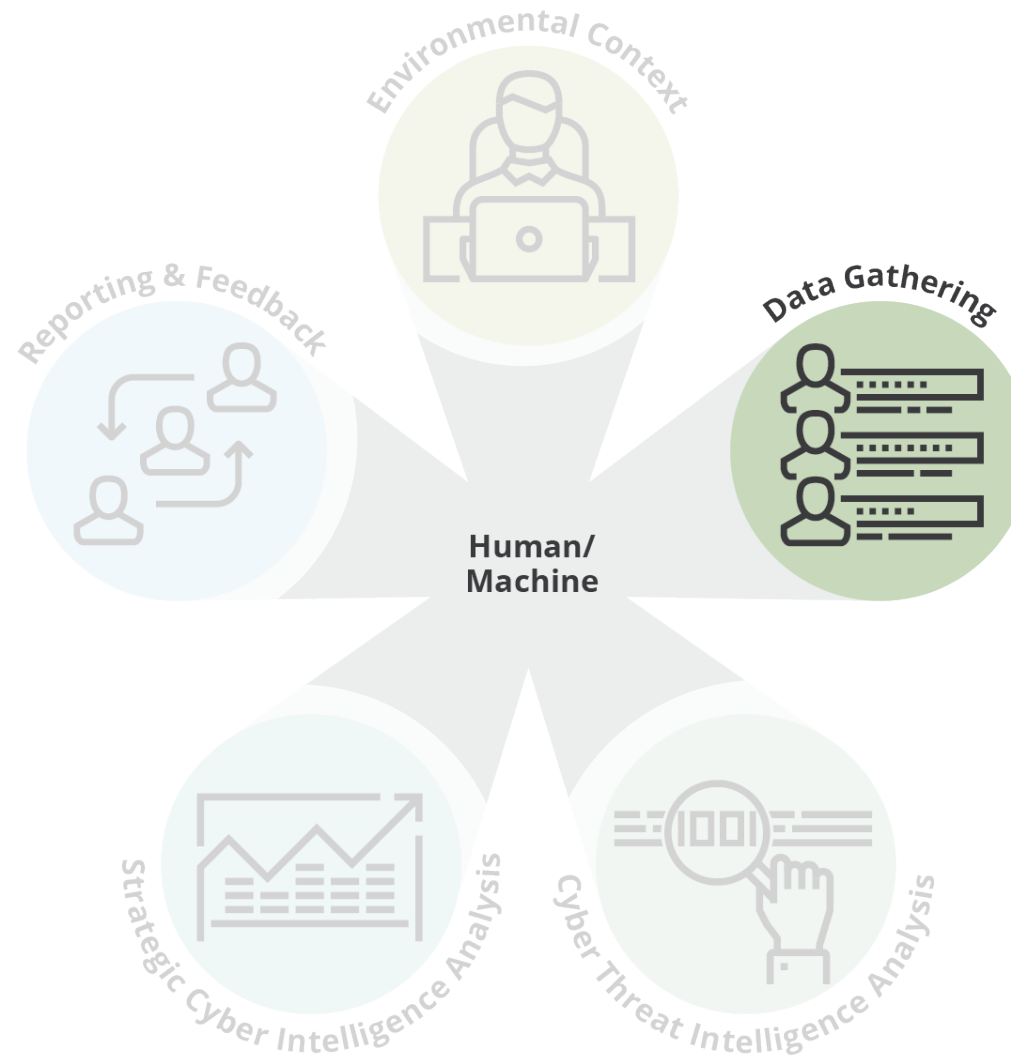 Environmental Context
Reporting & Feedback
Data Gathering
Human/
Machine
Strategic Cyber Intelligence Analysis
Cyber Threat Intelligence Analysis